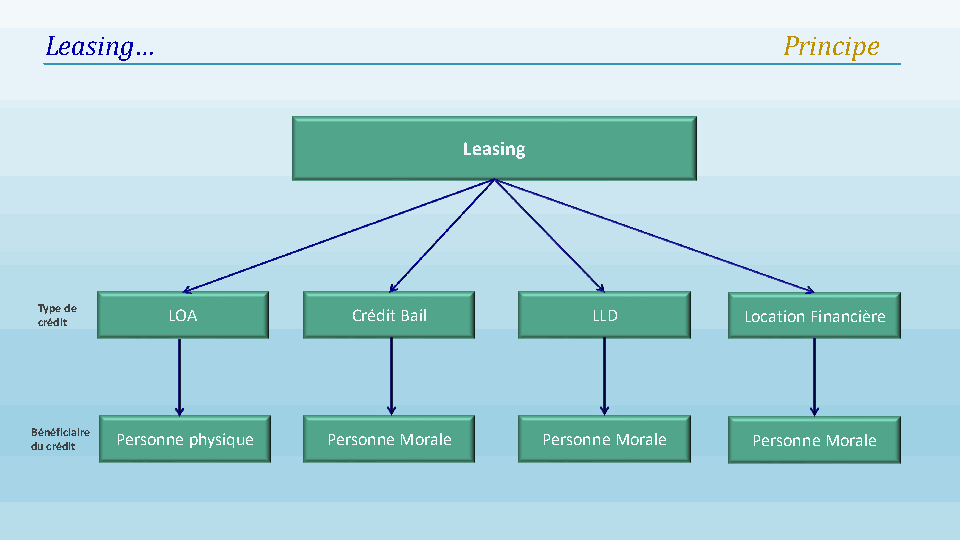 Leasing…
Principe
Leasing
Type de
crédit
LOA
Crédit Bail
LLD
Location Financière
Bénéficiaire
du crédit
Personne physique
Personne Morale
Personne Morale
Personne Morale